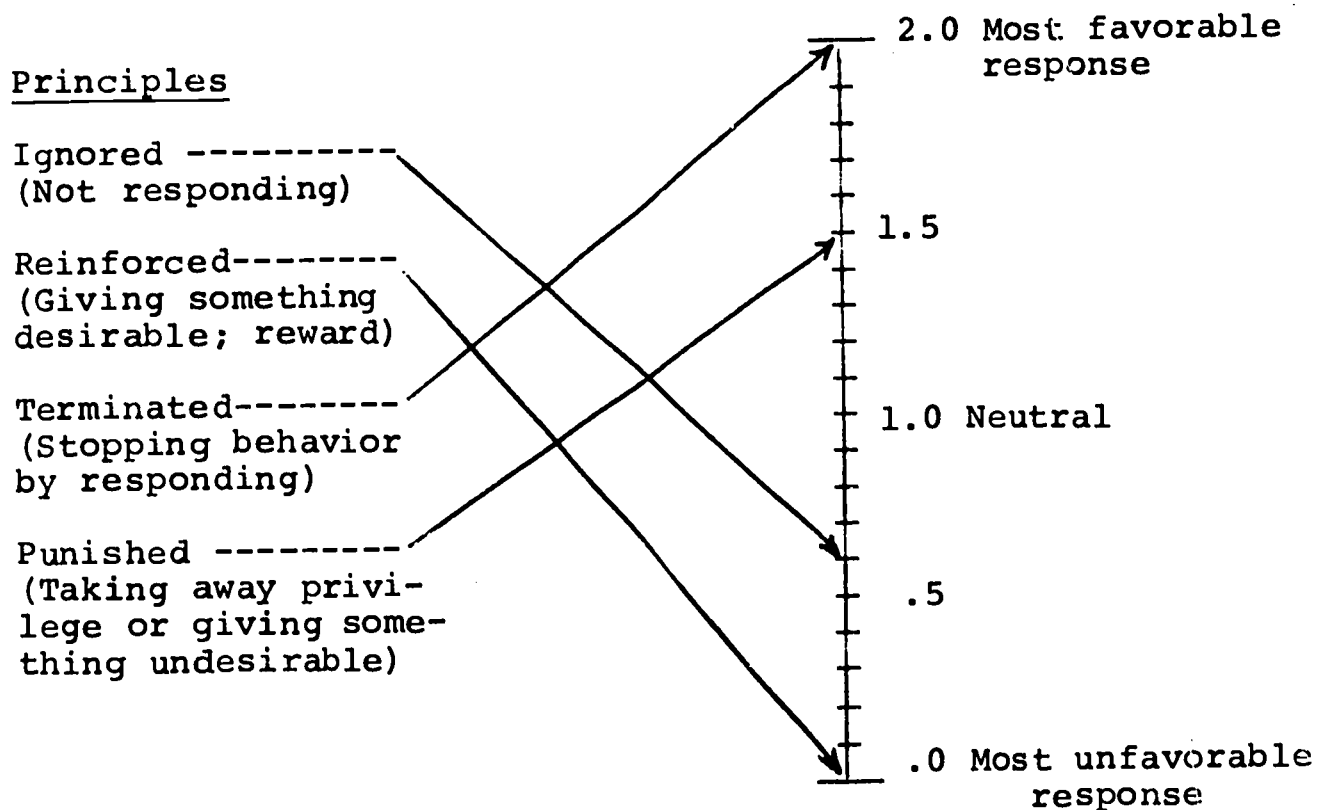 Principles
Ignored ----------
(Not responding)
Reinforced--------
(Giving something
desirable; reward)
Terminated--------
(Stopping behavior
by responding)
Punished ---------
(Taking away privi-
lege or giving some-
thing undesirable)
2.0 Most favorable
response
1.5
1.0 Neutral
.5
.0 Most unfavorable
response